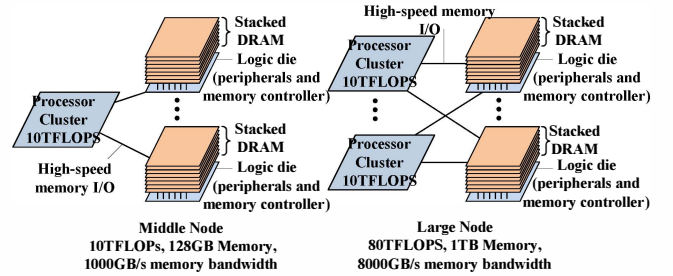 Stacked
DRAM
Logic die
(peripherals and
memory controller)
Processor
Cluster
10TFLOPS
Stacked
DRAM
High-speed
memory I/O
Logic die
(peripherals and
memory controller)
Middle Node
10TFLOPs, 128GB Memory,
1000GB/s memory bandwidth
High-speed memory
I/O
Stacked
DRAM
Processor
Cluster
10TFLOPS
Logic die
(peripherals and
memory controller)
Processor
Cluster
10TFLOPS
Stacked
DRAM
Logic die
(peripherals and
memory controller)
Large Node
80TFLOPS, 1TB Memory,
8000GB/s memory bandwidth